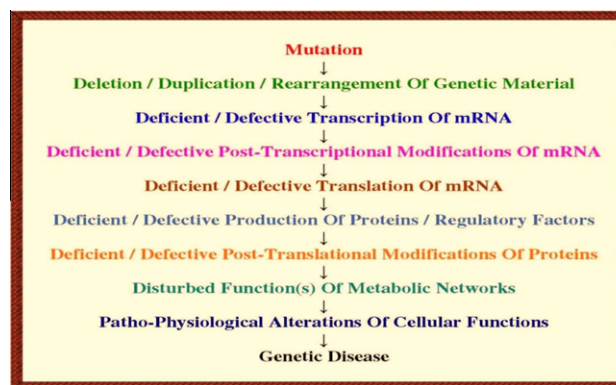 Mutation
↓
Deletion / Duplication / Rearrangement Of Genetic Material
↓
Deficient / Defective Transcription Of mRNA
↓
Deficient / Defective Post-Transcriptional Modifications Of mRNA
↓
Deficient / Defective Translation Of mRNA
↓
Deficient / Defective Production Of Proteins / Regulatory Factors
↓
Deficient / Defective Post-Translational Modifications Of Proteins
↓
Disturbed Function(s) Of Metabolic Networks
↓
Patho-Physiological Alterations Of Cellular Functions
↓
Genetic Disease